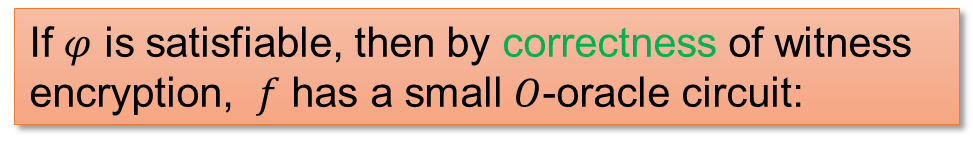 If 𝜑 is satisfiable, then by correctness of witness
encryption, 𝑓 has a small 𝑂-oracle circuit: